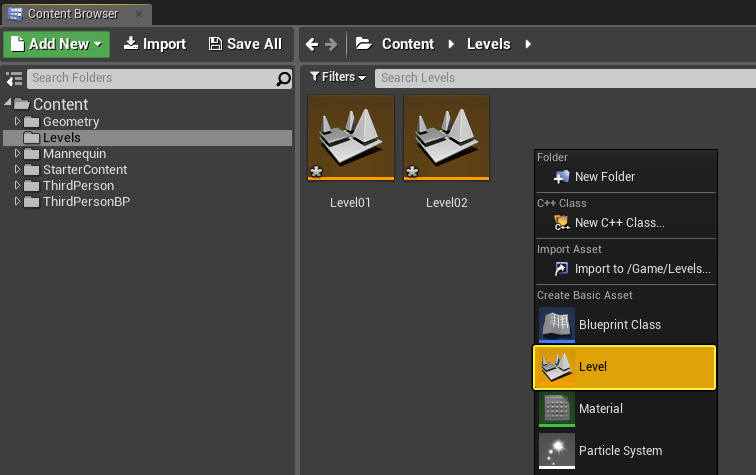 Content Browser
Add New
Import
Save All
Content
Levels
Search Folders
Filters
Search Levels
Content
Geometry
Levels
Mannequin
StarterContent
ThirdPerson
ThirdPersonBP
Level01
Level02
Folder
New Folder
C++ Class
New C++ Class...
Import Asset
Import to /Game/Levels...
Create Basic Asset
Blueprint Class
Level
Material
Particle System